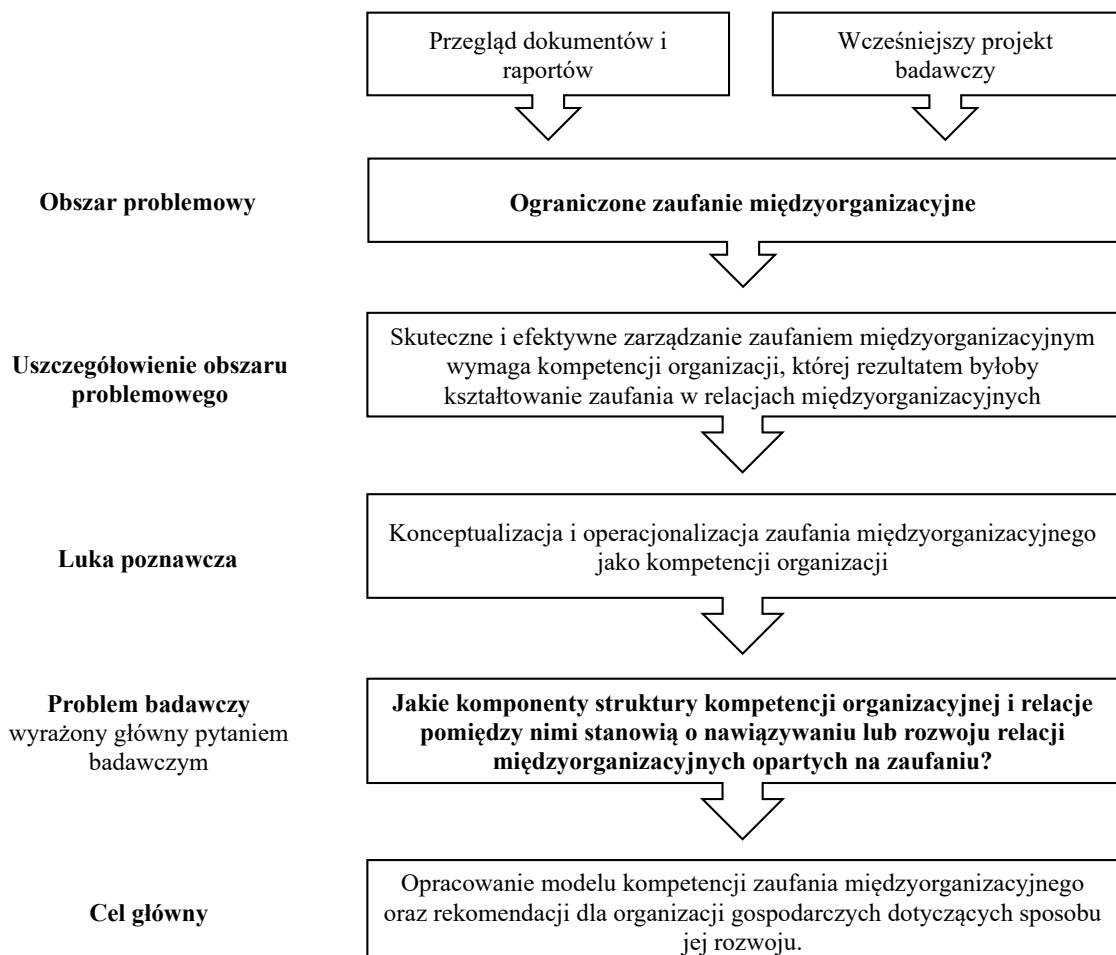 Przegląd dokumentów i
raportów
Wcześniejszy projekt
badawczy
Obszar problemowy
Ograniczone zaufanie międzyorganizacyjne
Uszczegółowienie obszaru
problemowego
Skuteczne i efektywne zarządzanie zaufaniem międzyorganizacyjnym
wymaga kompetencji organizacji, której rezultatem byłoby
kształtowanie zaufania w relacjach międzyorganizacyjnych
Luka poznawcza
Konceptualizacja i operacjonalizacja zaufania międzyorganizacyjnego
jako kompetencji organizacji
Problem badawczy
wyrażony główny pytaniem
badawczym
Jakie komponenty struktury kompetencji organizacyjnej i relacje
pomiędzy nimi stanowią o nawiązywaniu lub rozwoju relacji
międzyorganizacyjnych opartych na zaufaniu?
Cel główny
Opracowanie modelu kompetencji zaufania międzyorganizacyjnego
oraz rekomendacji dla organizacji gospodarczych dotyczących sposobu
jej rozwoju.